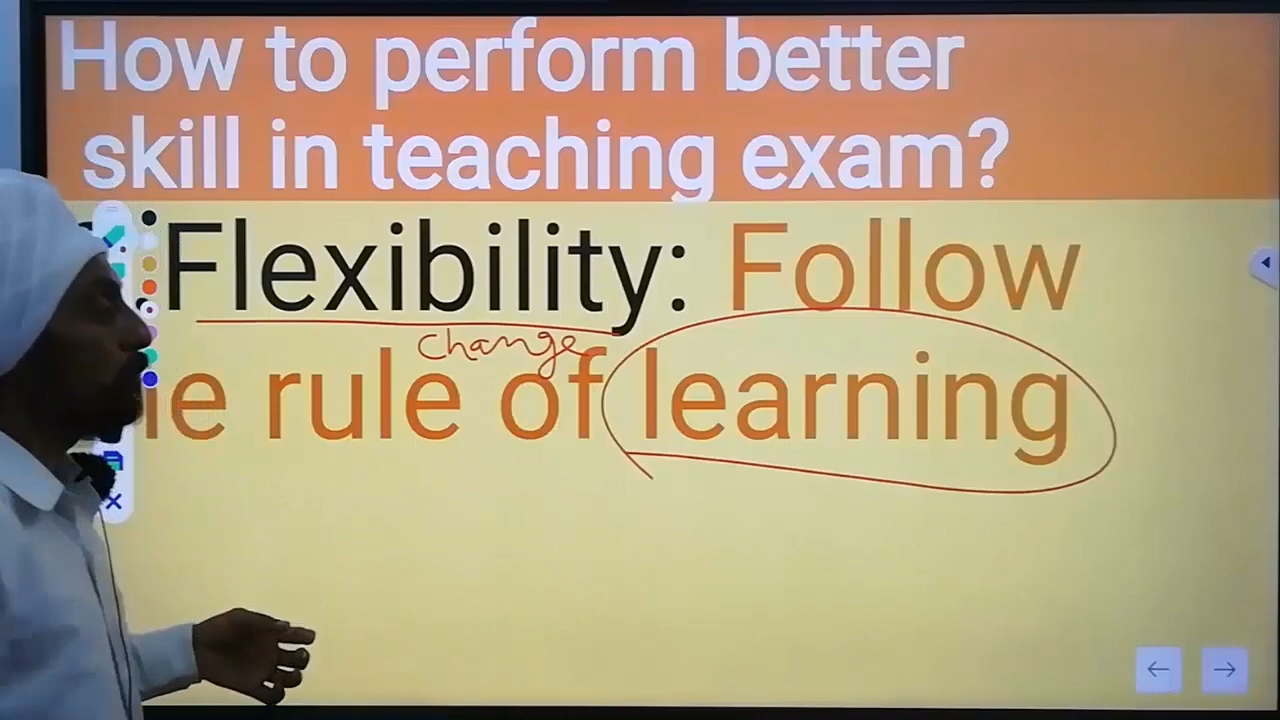 How to perform better
skill in teaching exam?
Flexibility: Follow
change
rule of learning